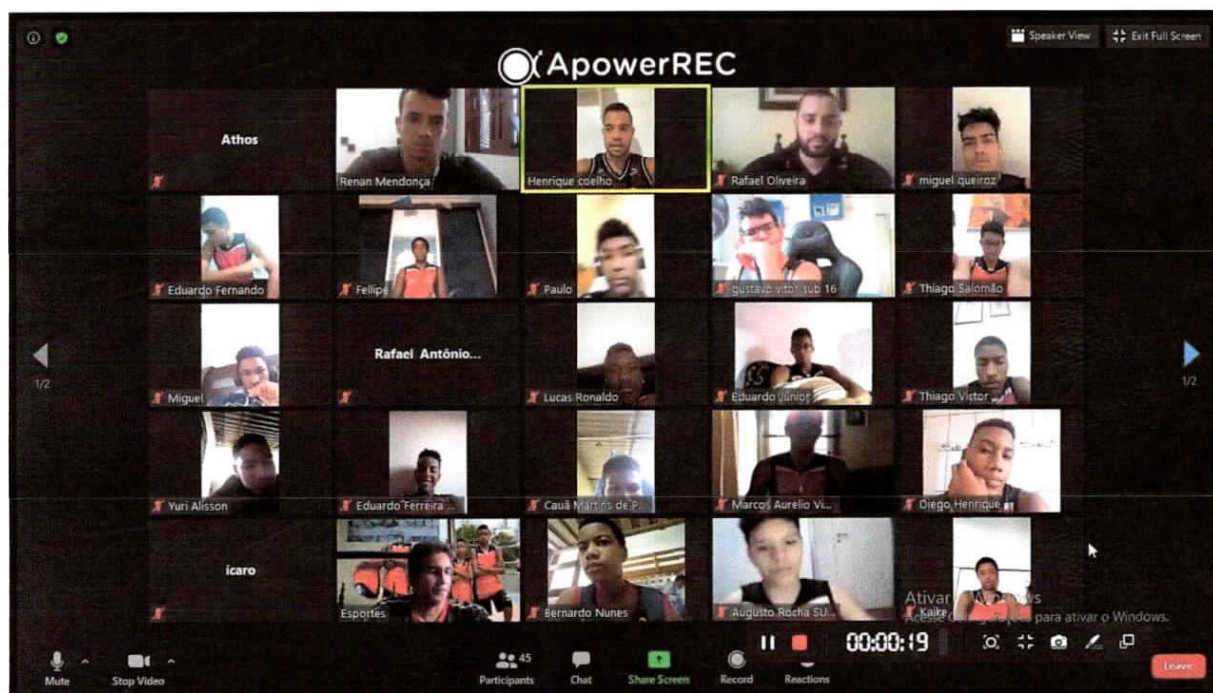 Speaker View
Exit Full Screen
ApowerREC
Athos
Renan Mendonça
Henrique coelho
Rafael Oliveira
miguel queiroz
Eduardo Fernando
Fellipe
Paulo
gustavo vitor sub 16
Thiago Salomão
1/2
Miguel
Rafael Antônio...
Lucas Ronaldo
Eduardo Junior
Thiago Victor
1/2
Yuri Alisson
Eduardo Ferreira ...
Cauã Martins de P...
Marcos Aurelio Vi...
Diego Henrique
ícaro
Esportes
Bernardo Nunes
Augusto Rocha SU...
Kaike
Ativar o Windows
para ativar o Windows.
00:00:19
Mute
Stop Video
45
Participants
Chat
Share Screen
Record
Reactions
Leave